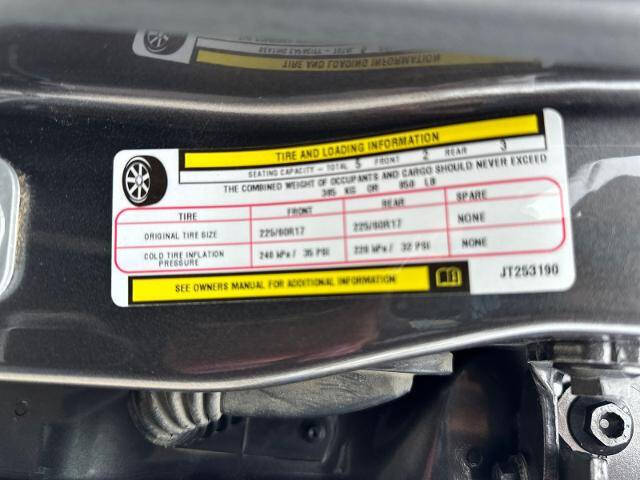 TIRE AND LOADING INFORMATION
SEATING CAPACITY - TOTAL 5 FRONT 2 REAR 3
THE COMBINED WEIGHT OF OCCUPANTS AND CARGO SHOULD NEVER EXCEED
385 KG OR 850 LB
TIRE FRONT REAR SPARE
ORIGINAL TIRE SIZE 225/60R17 225/60R17 NONE
COLD TIRE INFLATION PRESSURE 240 kPa / 35 PSI 220 kPa / 32 PSI NONE
SEE OWNERS MANUAL FOR ADDITIONAL INFORMATION
JT253190